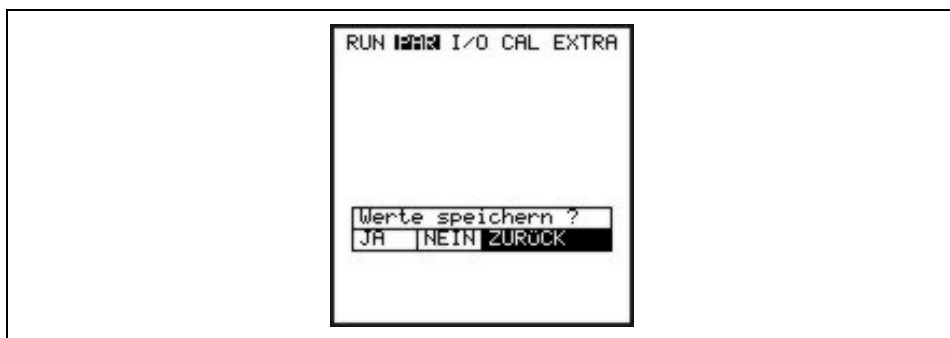 RUN PAR I/O CAL EXTRA
Werte speichern ?
JA NEIN ZURüCK